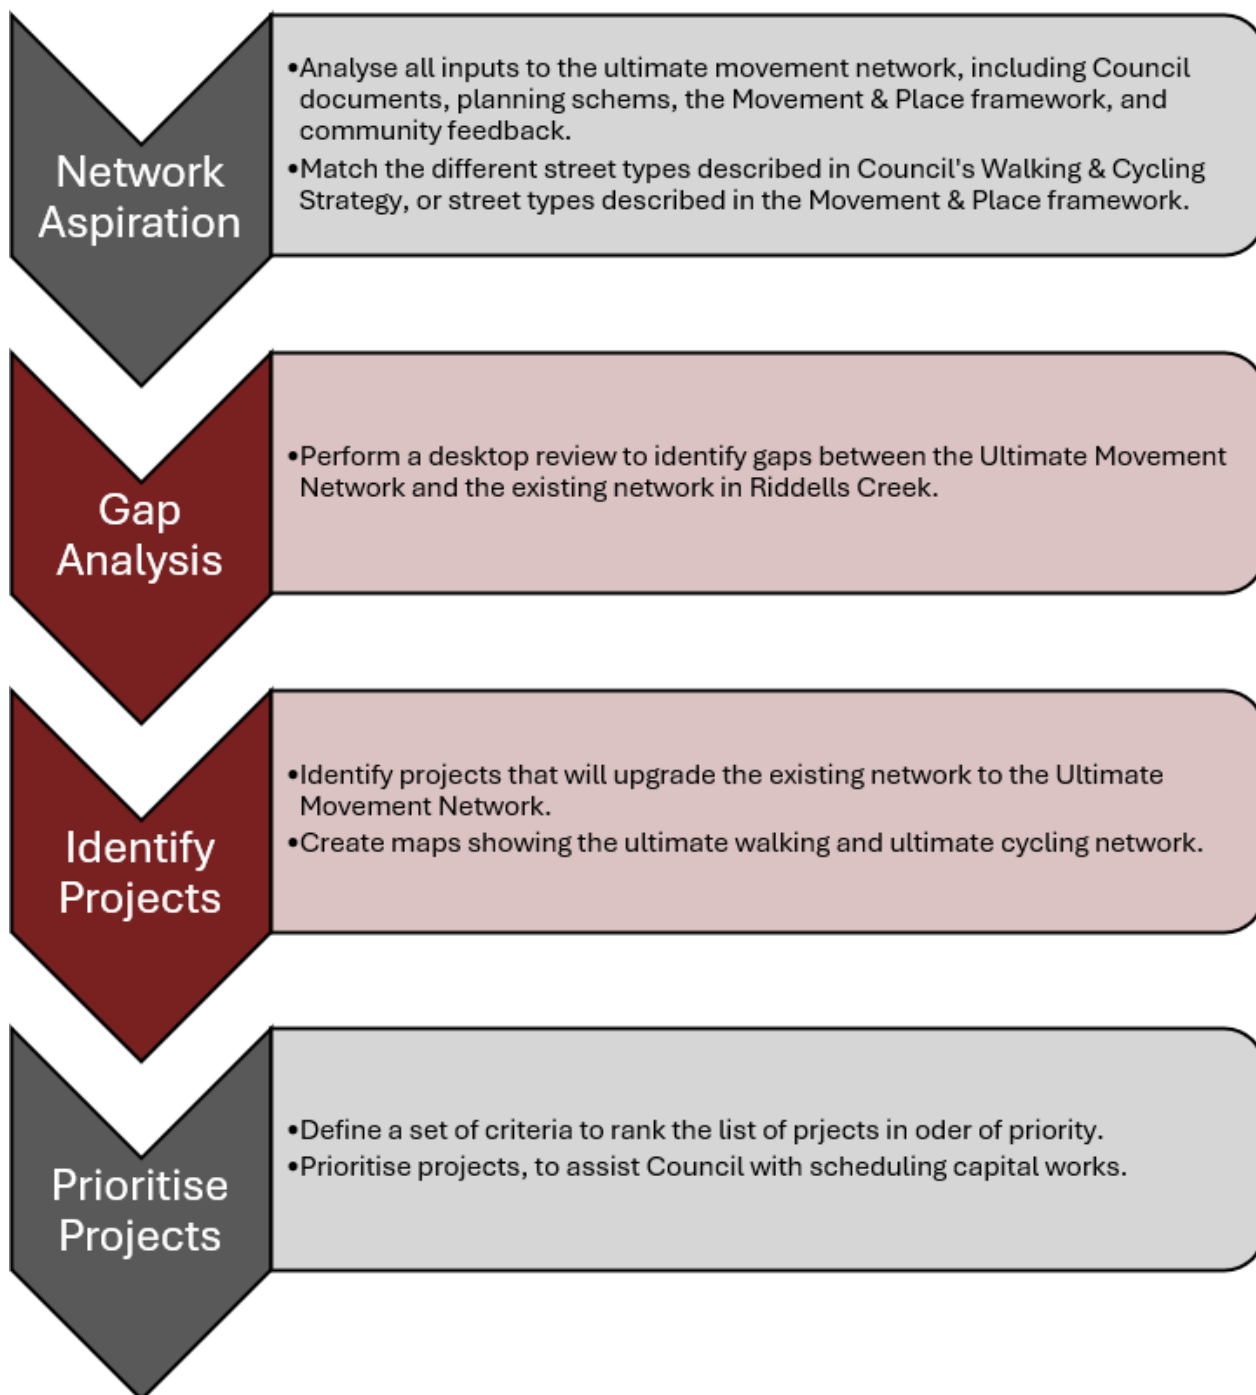 Network
Aspiration
•Analyse all inputs to the ultimate movement network, including Council
documents, planning schems, the Movement & Place framework, and
community feedback.
•Match the different street types described in Council's Walking & Cycling
Strategy, or street types described in the Movement & Place framework.
Gap
Analysis
•Perform a desktop review to identify gaps between the Ultimate Movement
Network and the existing network in Riddells Creek.
Identify
Projects
•Identify projects that will upgrade the existing network to the Ultimate
Movement Network.
•Create maps showing the ultimate walking and ultimate cycling network.
Prioritise
Projects
•Define a set of criteria to rank the list of prjects in oder of priority.
•Prioritise projects, to assist Council with scheduling capital works.